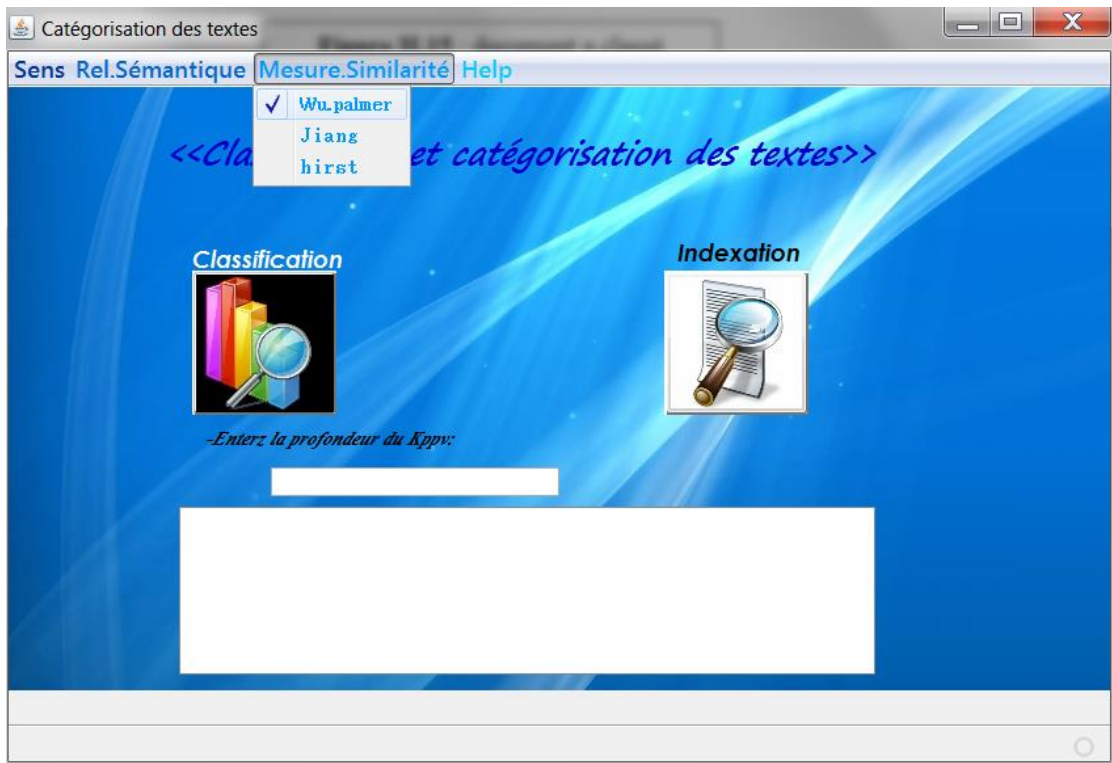 Catégorisation des textes
Sens Rel.Sémantique Mesure.Similarité Help
Wu.palmer
Jiang
hirst
<<Cla et catégorisation des textes>>
Classification
Indexation
-Enterz la profondeur du Kppv: